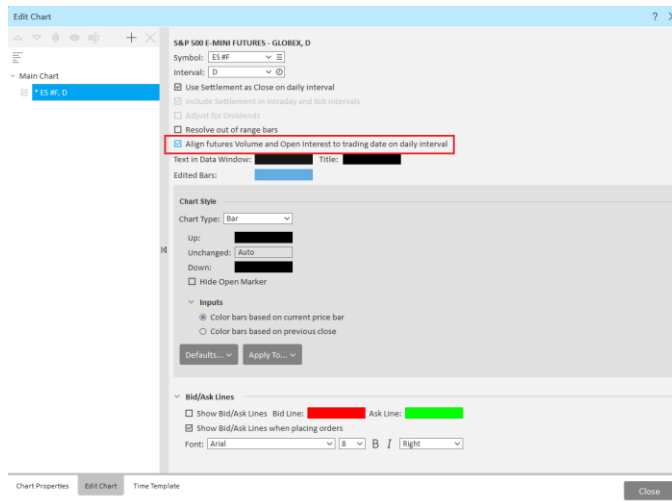 Edit Chart
S&P 500 E-MINI FUTURES - GLOBEX, D
Symbol: ES #F
Interval: D
Main Chart
* ES #F, D
Use Settlement as Close on daily interval
Include Settlement in intraday and tick intervals
Adjust for Dividends
Resolve out of range bars
Align futures Volume and Open Interest to trading date on daily interval
Text in Data Window: Title:
Edited Bars:
Chart Style
Chart Type: Bar
Up:
Unchanged: Auto
Down:
Hide Open Marker
Inputs
Color bars based on current price bar
Color bars based on previous close
Defaults... Apply To...
Bid/Ask Lines
Show Bid/Ask Lines Bid Line: Ask Line:
Show Bid/Ask Lines when placing orders
Font: Arial 8 B I Right
Chart Properties Edit Chart Time Template
Close